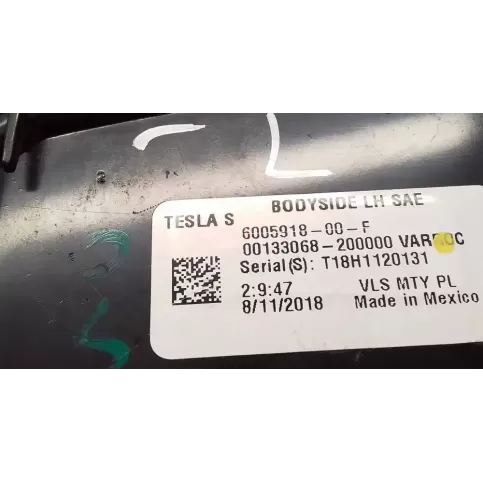 BODYSIDE LH SAE
TESLA S
6005918-00-F
00133068-200000 VARROC
Serial(S): T18H1120131
2:9:47 VLS MTY PL
8/11/2018 Made in Mexico